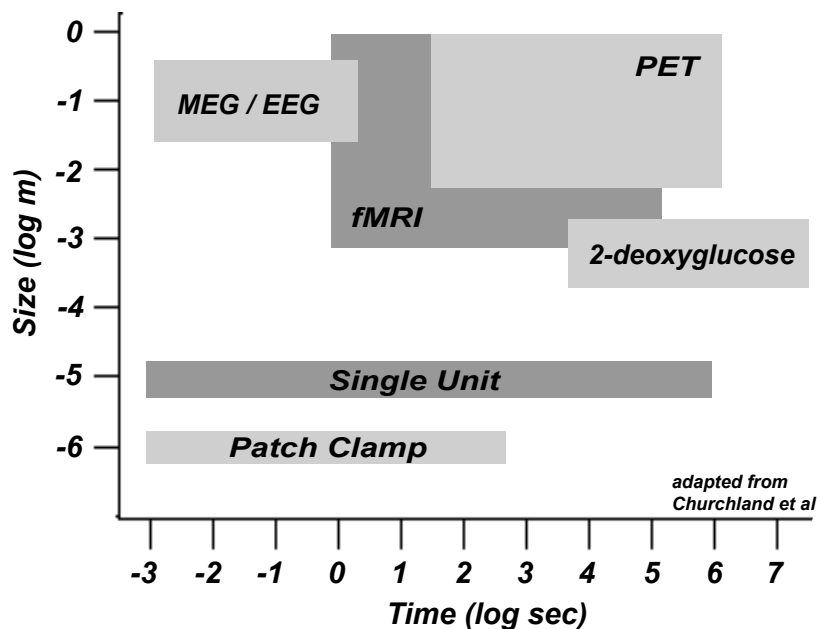 0
-1
-2
-3
-4
-5
-6
Size (log m)
MEG / EEG
PET
fMRI
2-deoxyglucose
Single Unit
Patch Clamp
adapted from
Churchland et al
-3 -2 -1 0 1 2 3 4 5 6 7
Time (log sec)